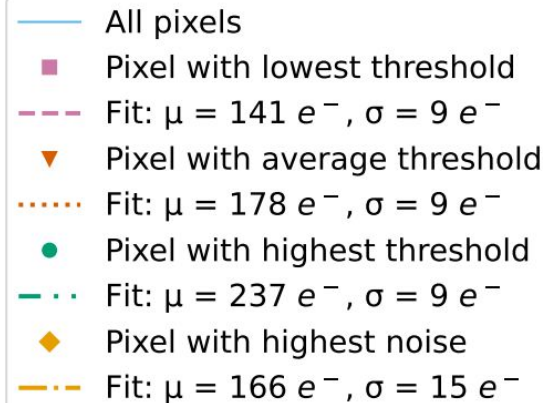 All pixels
Pixel with lowest threshold
Fit: μ = 141 e⁻, σ = 9 e⁻
Pixel with average threshold
Fit: μ = 178 e⁻, σ = 9 e⁻
Pixel with highest threshold
Fit: μ = 237 e⁻, σ = 9 e⁻
Pixel with highest noise
Fit: μ = 166 e⁻, σ = 15 e⁻